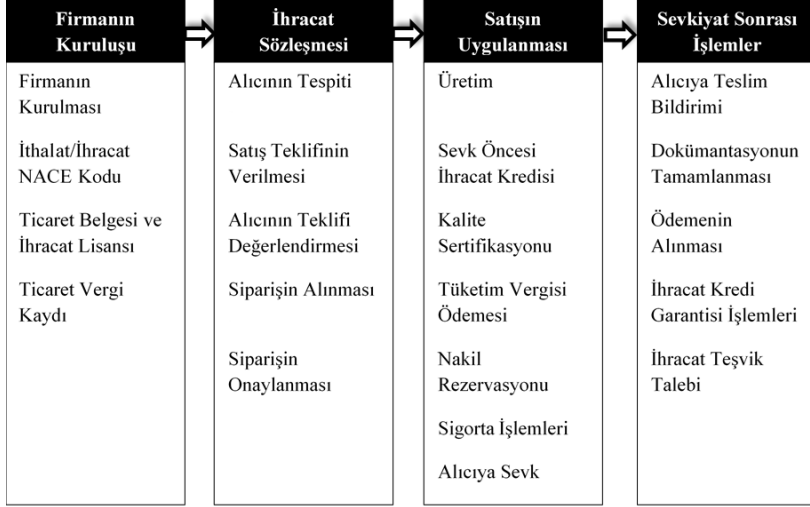 Firmanın
Kuruluşu
Firmanın
Kurulması
İthalat/İhracat
NACE Kodu
Ticaret Belgesi ve
İhracat Lisansı
Ticaret Vergi
Kaydı
İhracat
Sözleşmesi
Alıcının Tespiti
Satış Teklifinin
Verilmesi
Alıcının Teklifi
Değerlendirmesi
Siparişin Alınması
Siparişin
Onaylanması
Satışın
Uygulanması
Üretim
Sevk Öncesi
İhracat Kredisi
Kalite
Sertifikasyonu
Tüketim Vergisi
Ödemesi
Nakil
Rezervasyonu
Sigorta İşlemleri
Alıcıya Sevk
Sevkiyat Sonrası
İşlemler
Alıcıya Teslim
Bildirimi
Dokümantasyonun
Tamamlanması
Ödemenin
Alınması
İhracat Kredi
Garantisi İşlemleri
İhracat Teşvik
Talebi